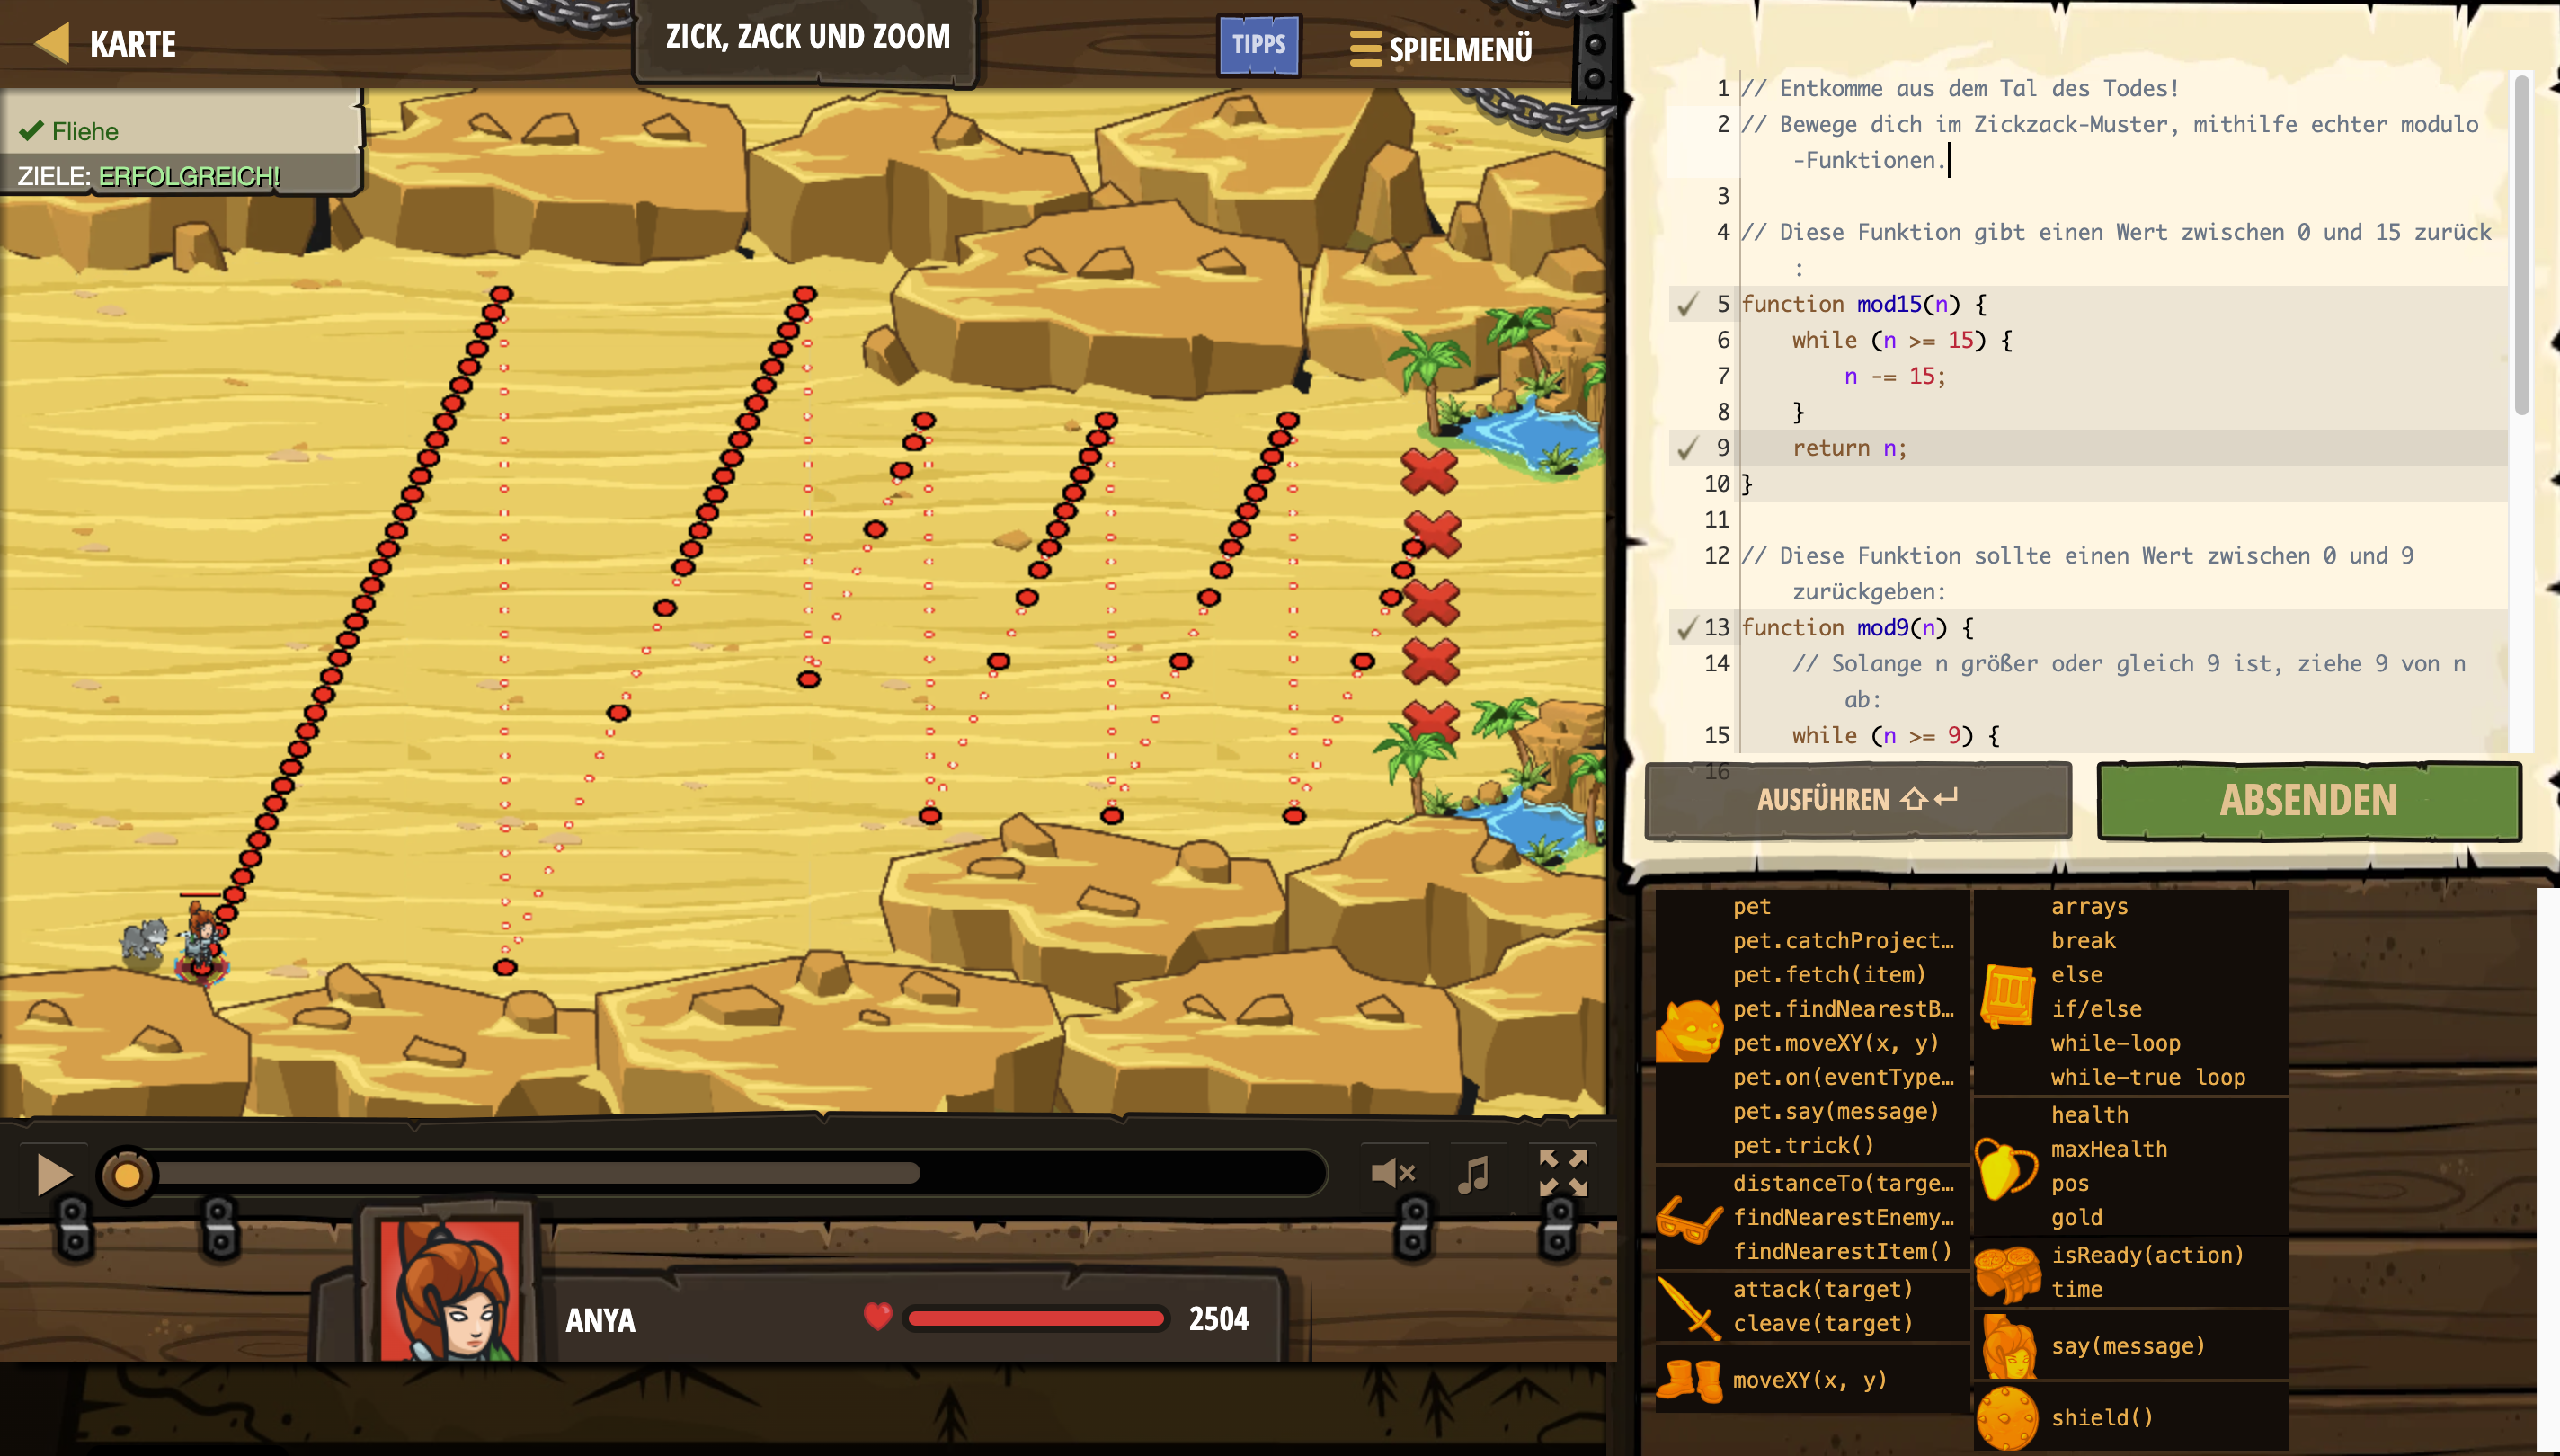 KARTE
ZICK, ZACK UND ZOOM
TIPPS
SPIELMENÜ
Fliehe
ZIELE: ERFOLGREICH!
1 // Entkomme aus dem Tal des Todes!
2 // Bewege dich im Zickzack-Muster, mithilfe echter modulo
-Funktionen.
3
4 // Diese Funktion gibt einen Wert zwischen 0 und 15 zurück
:
5 function mod15(n) {
6 while (n >= 15) {
7 n -= 15;
8 }
9 return n;
10 }
11
12 // Diese Funktion sollte einen Wert zwischen 0 und 9
zurückgeben:
13 function mod9(n) {
14 // Solange n größer oder gleich 9 ist, ziehe 9 von n
ab:
15 while (n >= 9) {
16
AUSFÜHREN
ABSENDEN
pet
pet.catchProject…
pet.fetch(item)
pet.findNearestB…
pet.moveXY(x, y)
pet.on(eventType…
pet.say(message)
pet.trick()
distanceTo(targe…
findNearestEnemy…
findNearestItem()
attack(target)
cleave(target)
moveXY(x, y)
arrays
break
else
if/else
while-loop
while-true loop
health
maxHealth
pos
gold
isReady(action)
time
say(message)
shield()
ANYA
2504